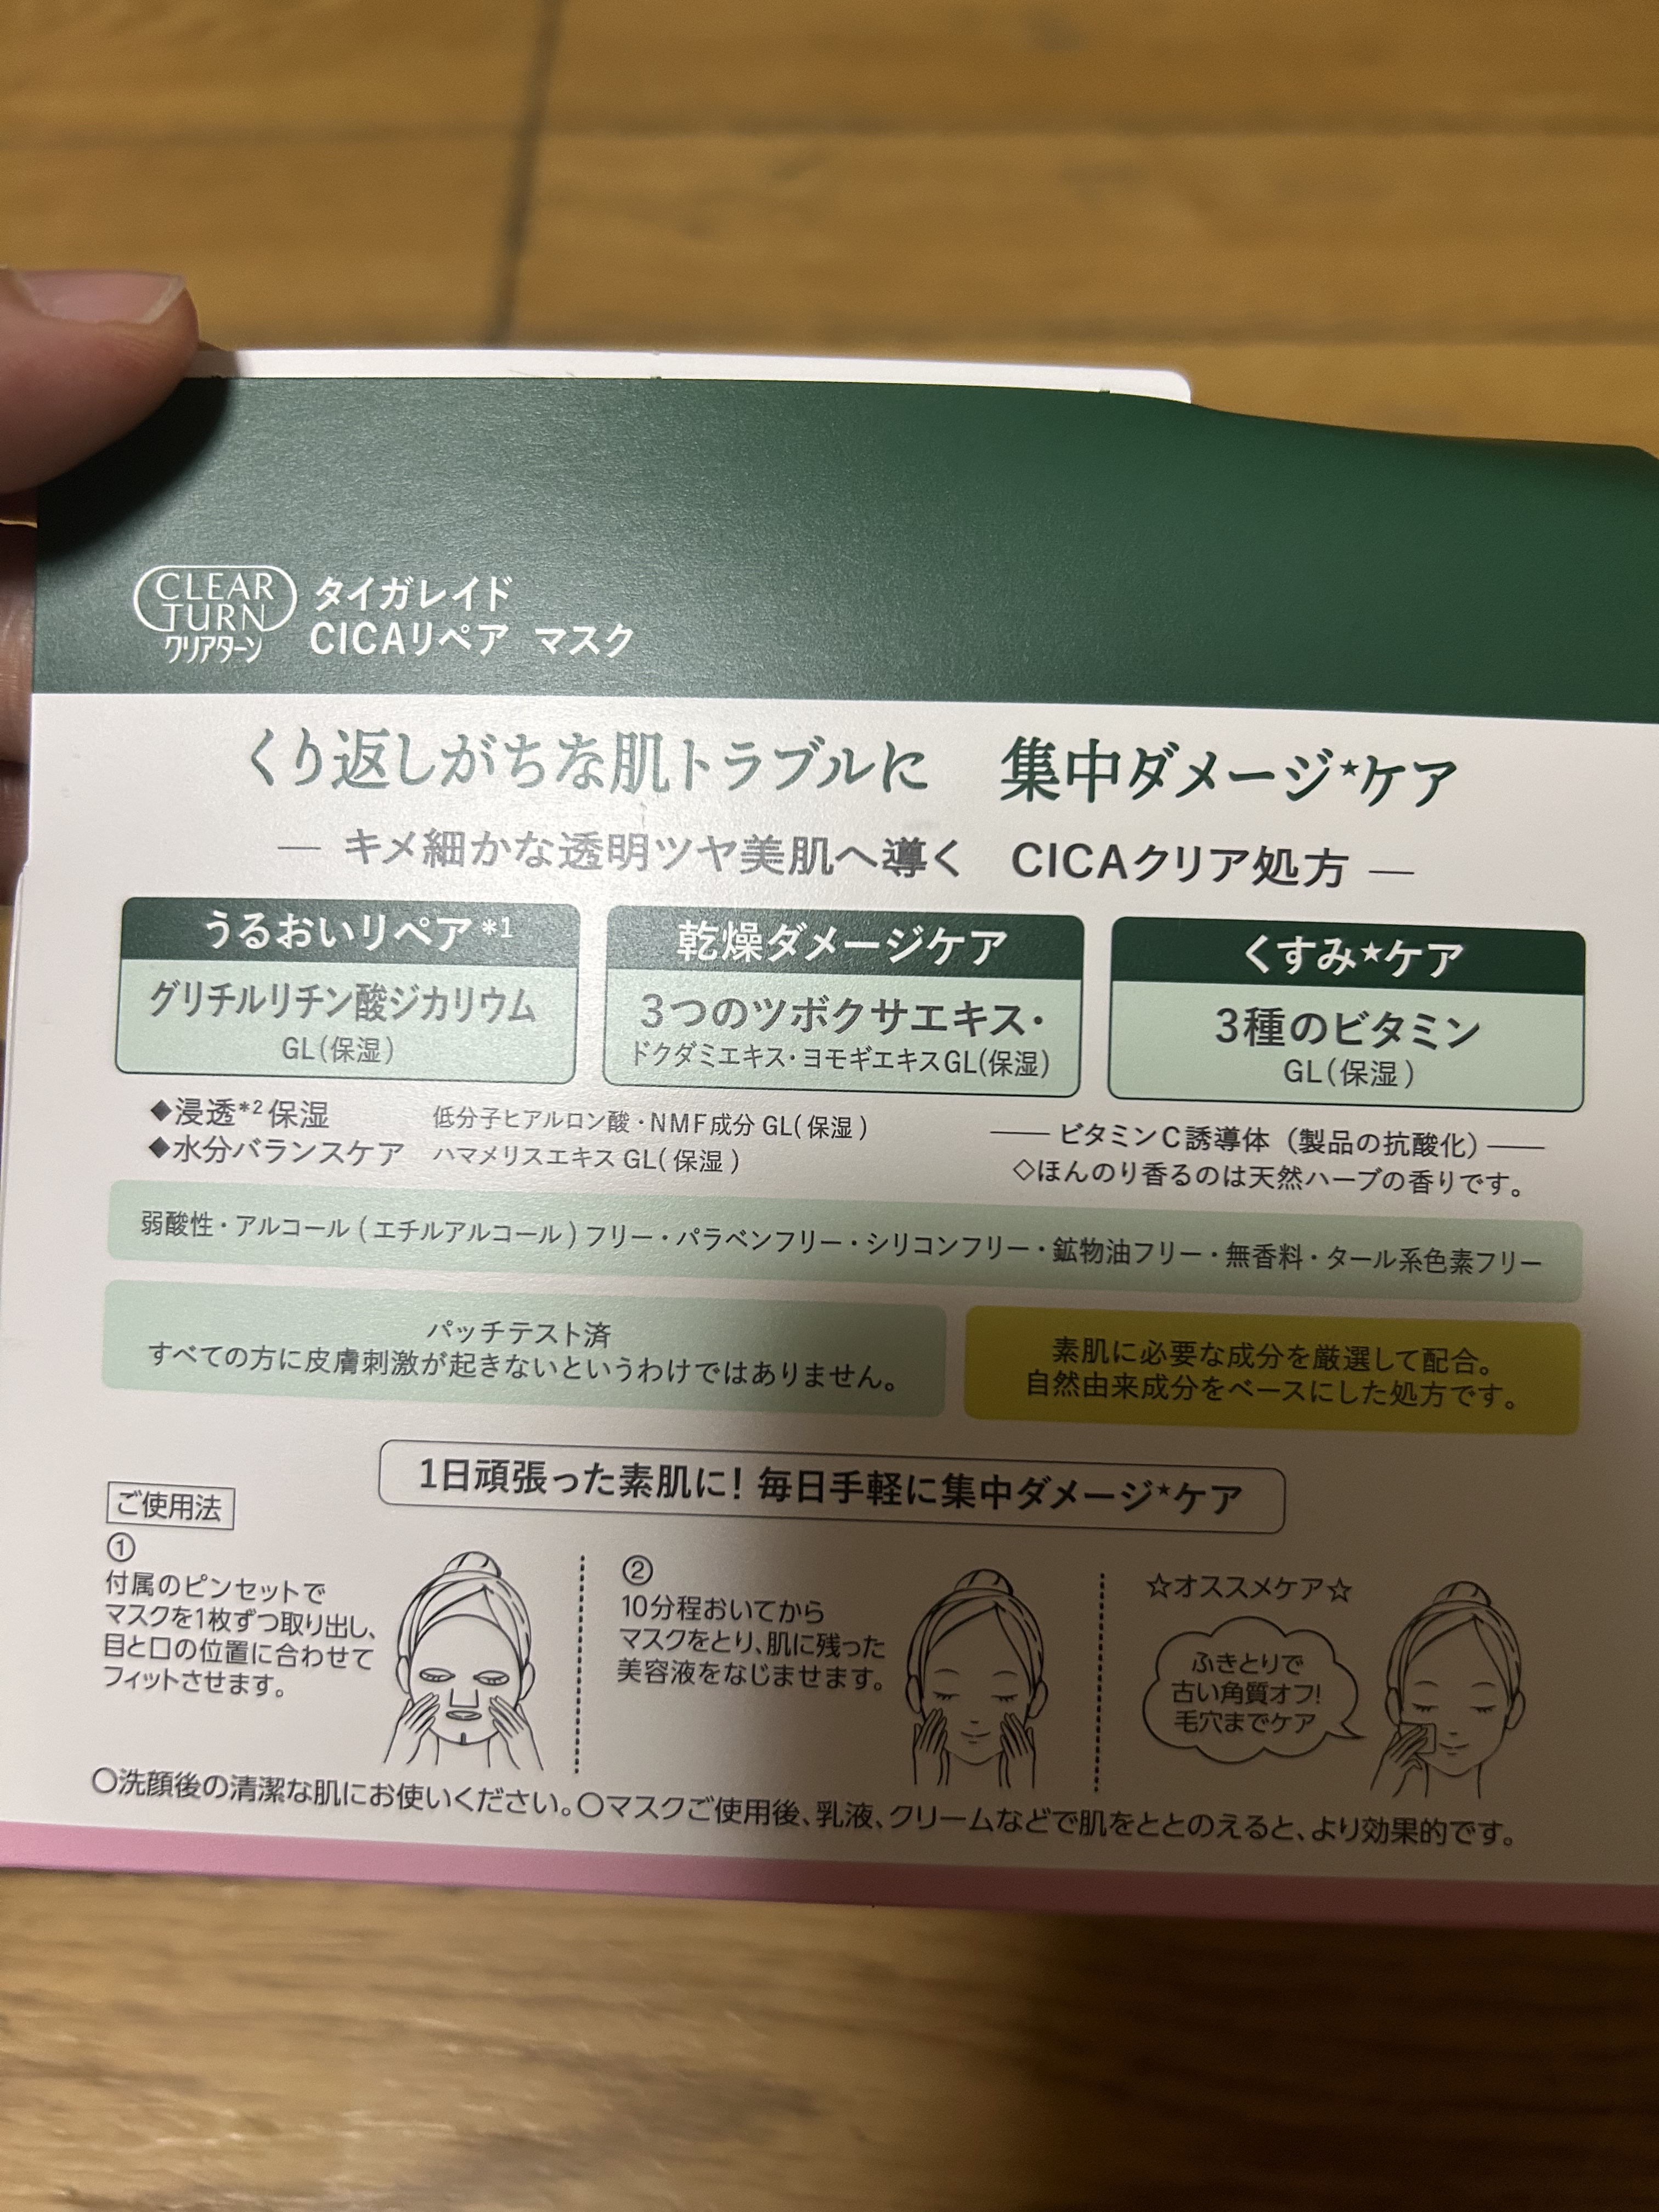 CLEAR
TURN
クリアターン
タイガレイド
CICAリペア マスク
くり返しがちな肌トラブルに 集中ダメージ★ケア
― キメ細かな透明ツヤ美肌へ導く CICAクリア処方 ―
うるおいリペア*1
グリチルリチン酸ジカリウム
GL(保湿)
乾燥ダメージケア
3つのツボクサエキス・
ドクダミエキス・ヨモギエキスGL(保湿)
くすみ★ケア
3種のビタミン
GL(保湿)
◆浸透*2保湿 低分子ヒアルロン酸・NMF成分 GL(保湿)
◆水分バランスケア ハマメリスエキス GL(保湿)
―― ビタミンC誘導体(製品の抗酸化) ――
◇ほんのり香るのは天然ハーブの香りです。
弱酸性・アルコール(エチルアルコール)フリー・パラベンフリー・シリコンフリー・鉱物油フリー・無香料・タール系色素フリー
パッチテスト済
すべての方に皮膚刺激が起きないというわけではありません。
素肌に必要な成分を厳選して配合。
自然由来成分をベースにした処方です。
1日頑張った素肌に! 毎日手軽に集中ダメージ★ケア
ご使用法
①
付属のピンセットで
マスクを1枚ずつ取り出し、
目と口の位置に合わせて
フィットさせます。
②
10分程おいてから
マスクをとり、肌に残った
美容液をなじませます。
☆オススメケア☆
ふきとりで
古い角質オフ!
毛穴までケア
○洗顔後の清潔な肌にお使いください。○マスクご使用後、乳液、クリームなどで肌をととのえると、より効果的です。